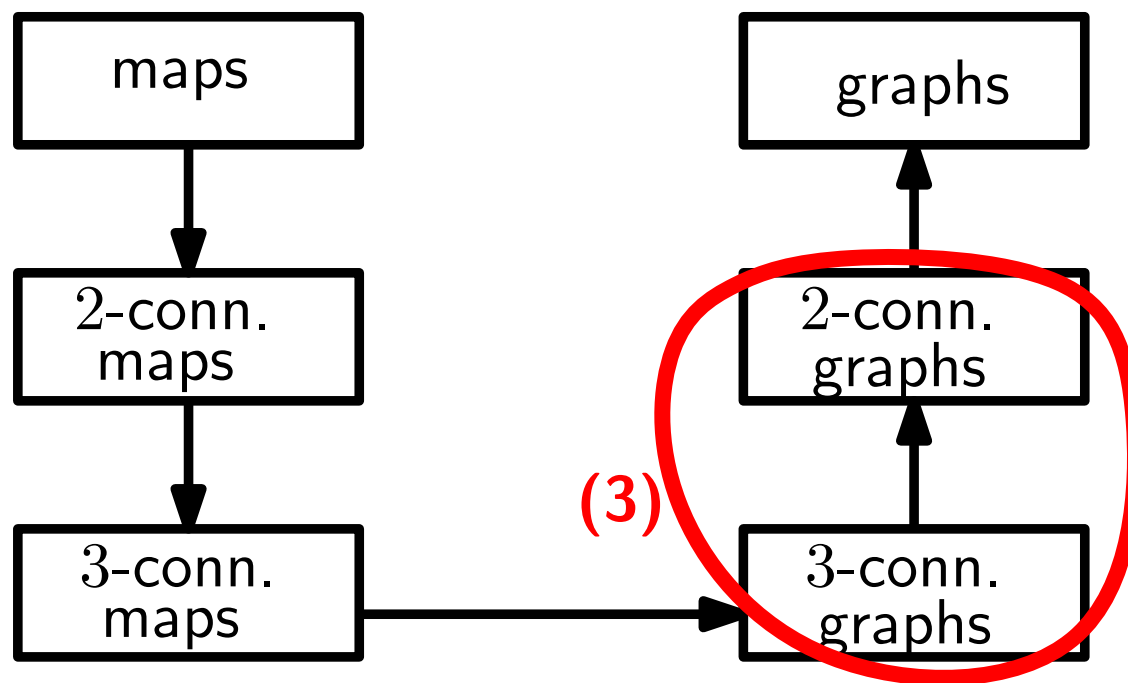 maps
graphs
2-conn.
maps
2-conn.
graphs
(3)
3-conn.
maps
3-conn.
graphs